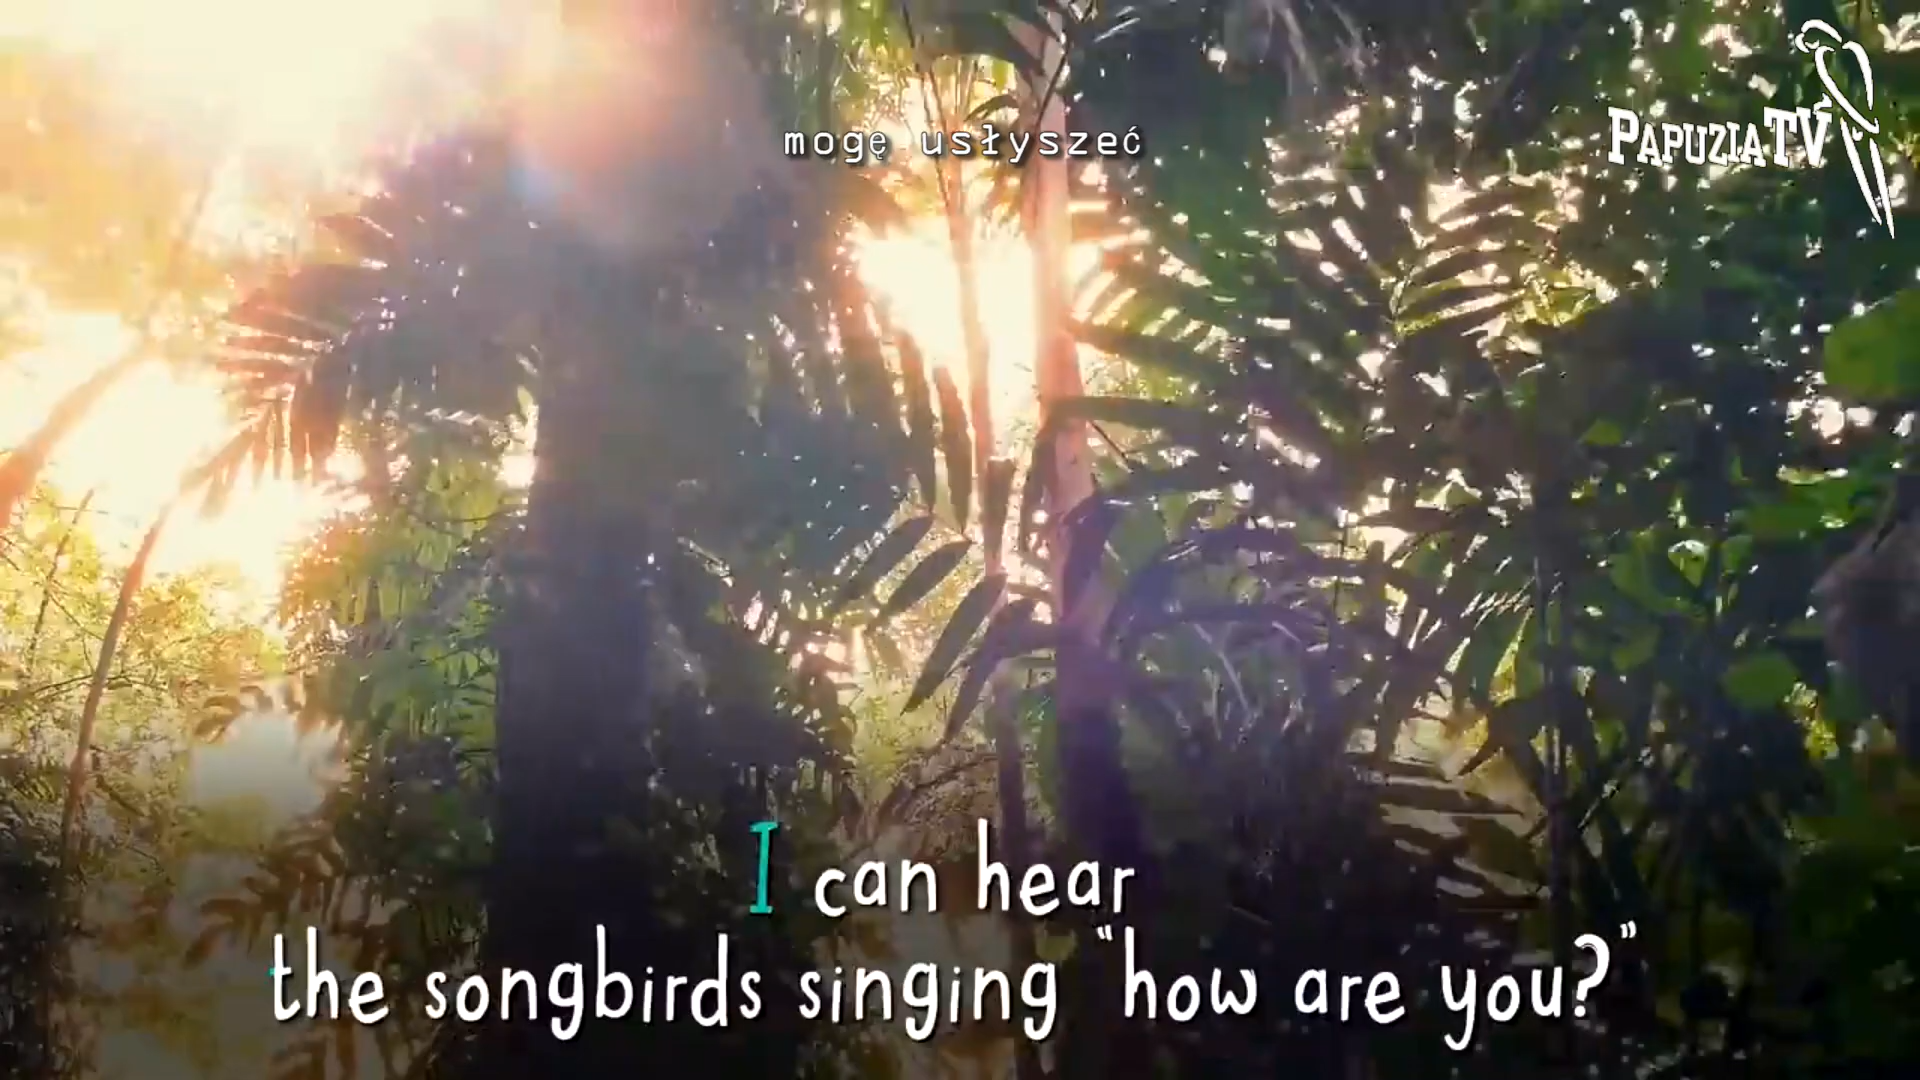 PAPUZIATV
mogę usłyszeć
I can hear
the songbirds singing “how are you?”